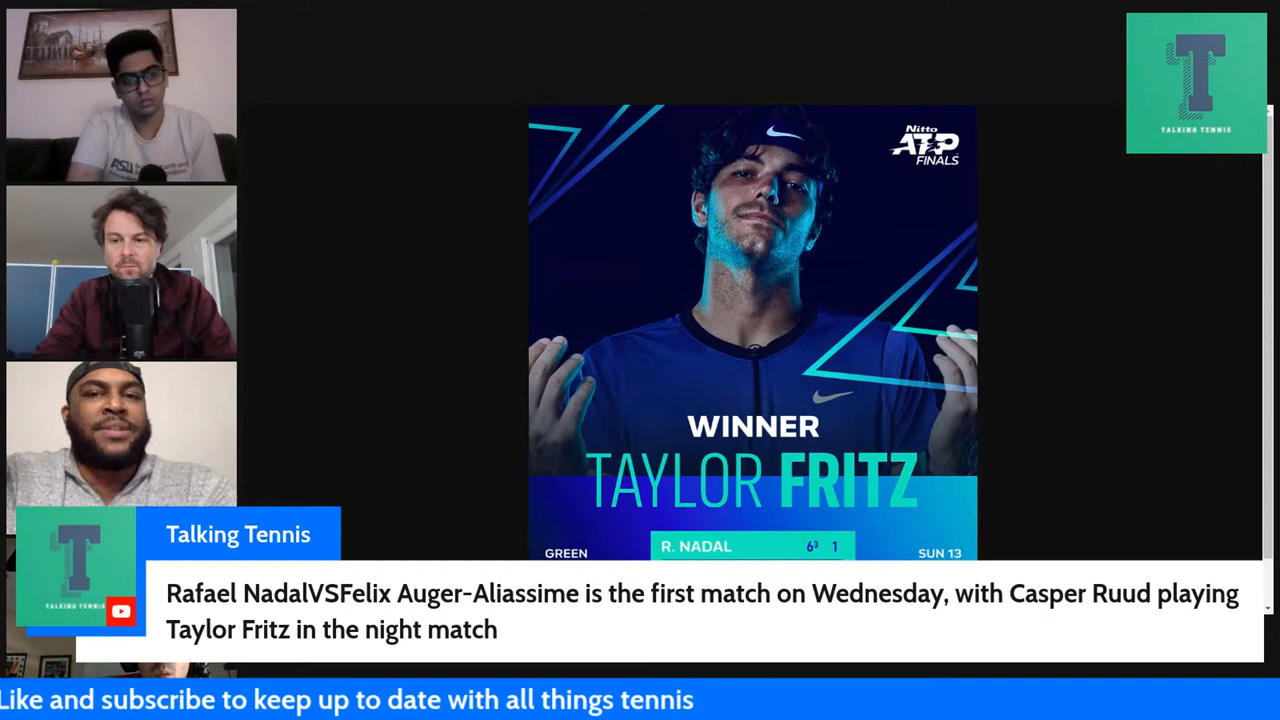 T
TALKING TENNIS
Nitto
ATP
FINALS
ASU
WINNER
TAYLOR FRITZ
GREEN
R. NADAL 6³ 1
SUN 13
T
TALKING TENNIS
Talking Tennis
Rafael NadalVSFelix Auger-Aliassime is the first match on Wednesday, with Casper Ruud playing
Taylor Fritz in the night match
Like and subscribe to keep up to date with all things tennis